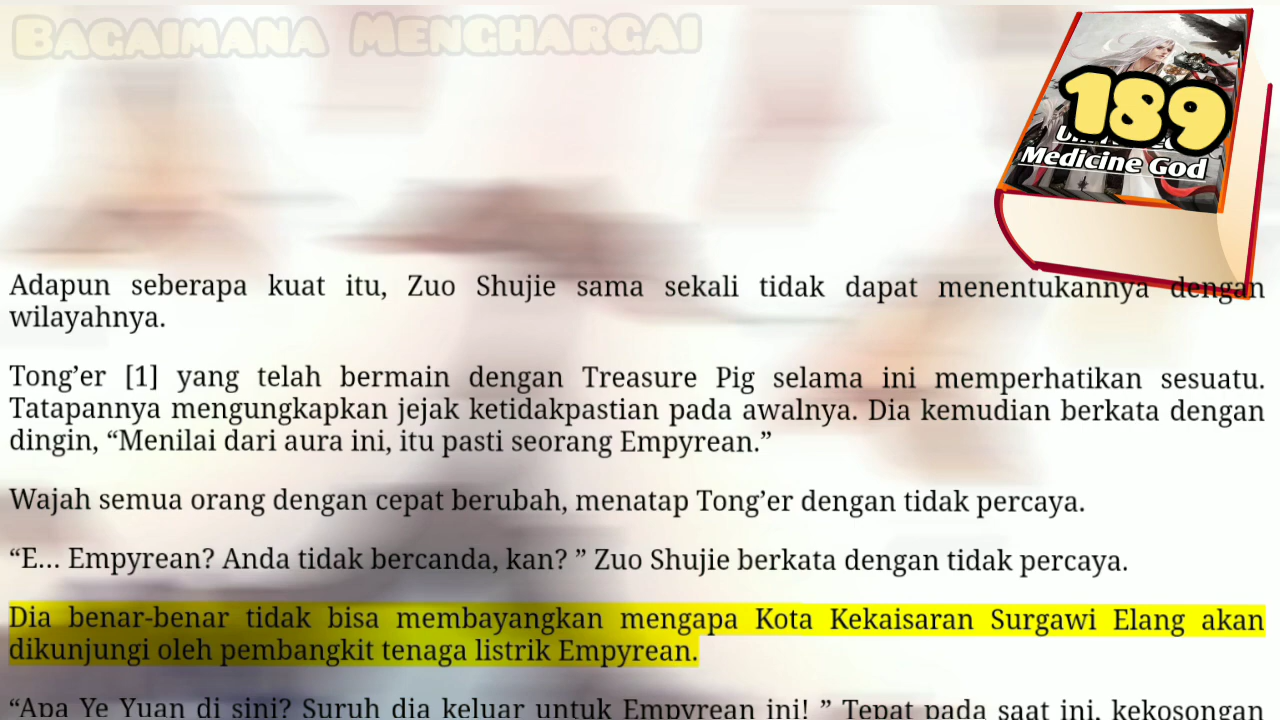 Bagaimana Menghargai
189
Medicine God
Adapun seberapa kuat itu, Zuo Shujie sama sekali tidak dapat menentukannya dengan
wilayahnya.
Tong’er [1] yang telah bermain dengan Treasure Pig selama ini memperhatikan sesuatu.
Tatapannya mengungkapkan jejak ketidakpastian pada awalnya. Dia kemudian berkata dengan
dingin, “Menilai dari aura ini, itu pasti seorang Empyrean.”
Wajah semua orang dengan cepat berubah, menatap Tong’er dengan tidak percaya.
“E… Empyrean? Anda tidak bercanda, kan? ” Zuo Shujie berkata dengan tidak percaya.
Dia benar-benar tidak bisa membayangkan mengapa Kota Kekaisaran Surgawi Elang akan
dikunjungi oleh pembangkit tenaga listrik Empyrean.
“Apa Ye Yuan di sini? Suruh dia keluar untuk Empyrean ini! ” Tepat pada saat ini, kekosongan